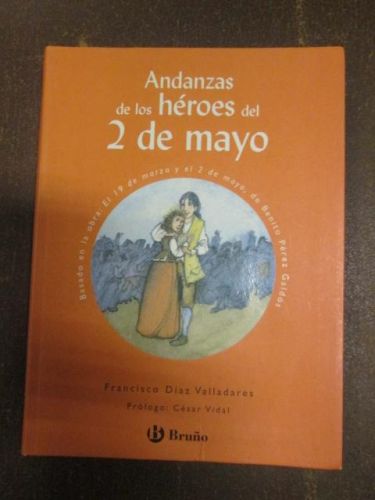 Andanzas
de los héroes del
2 de mayo
Basado en la obra: El 19 de marzo y el 2 de mayo, de Benito Pérez Galdós
Francisco Díaz Valladares
Prólogo: César Vidal
Bruño